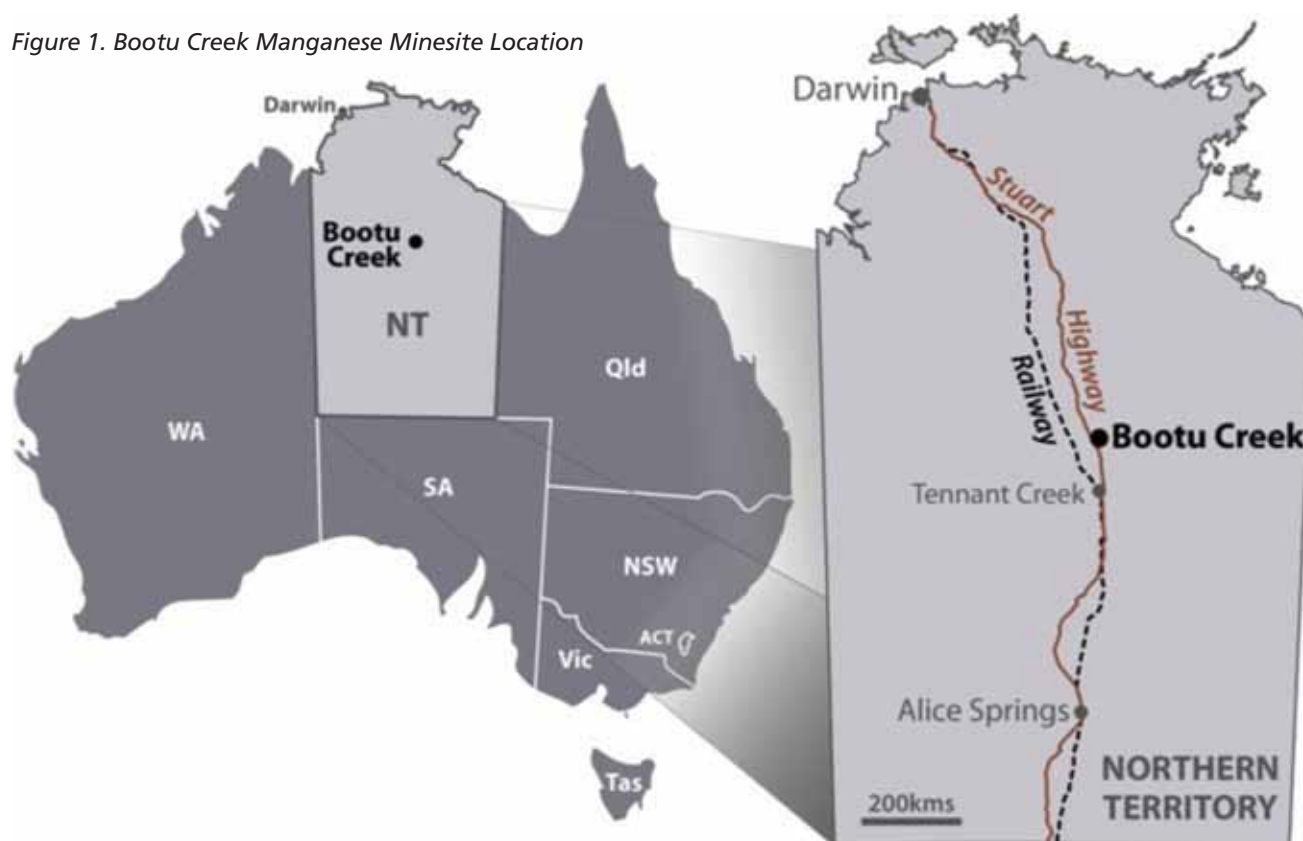 Figure 1. Bootu Creek Manganese Minesite Location
Darwin
Bootu
Creek
NT
WA
Qld
SA
NSW
ACT
Vic
Tas
Darwin
Stuart
Highway
Railway
Bootu Creek
Tennant Creek
Alice Springs
200kms
NORTHERN
TERRITORY